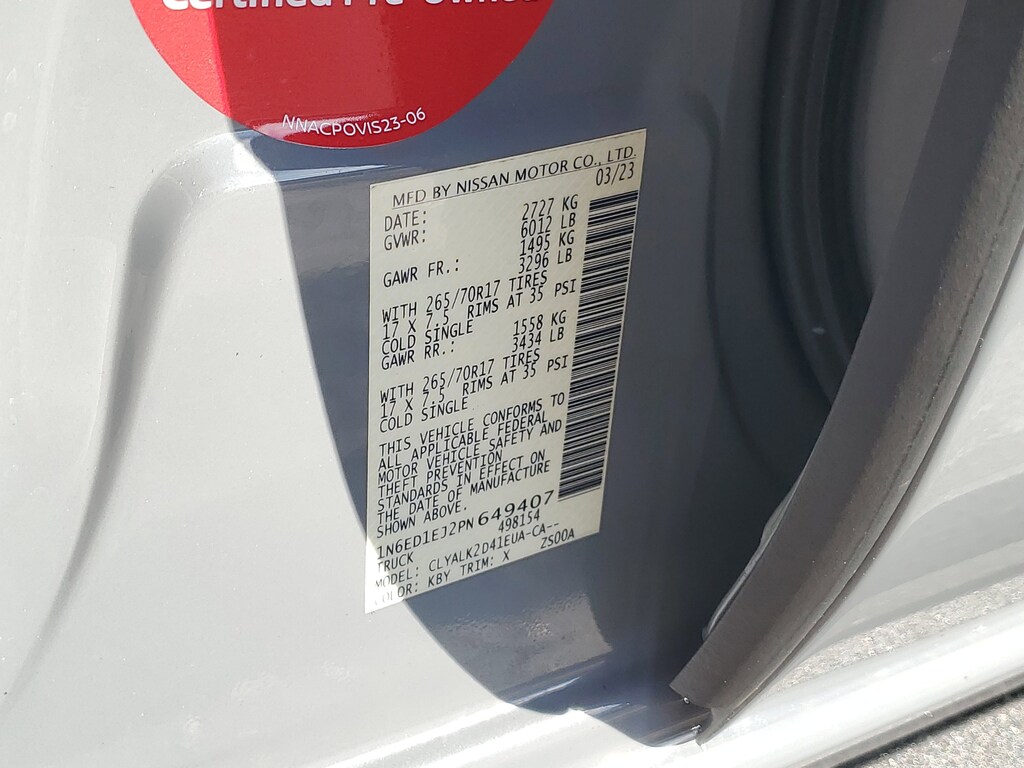 Certified Pre-Owned
NNACPOVIS23-06
MFD BY NISSAN MOTOR CO., LTD.
DATE: 03/23
GVWR: 2727 KG
6012 LB
GAWR FR.: 1495 KG
3296 LB
WITH 265/70R17 TIRES
17 X 7.5 RIMS AT 35 PSI
COLD SINGLE
GAWR RR.: 1558 KG
3434 LB
WITH 265/70R17 TIRES
17 X 7.5 RIMS AT 35 PSI
COLD SINGLE
THIS VEHICLE CONFORMS TO
ALL APPLICABLE FEDERAL
MOTOR VEHICLE SAFETY AND
THEFT PREVENTION
STANDARDS IN EFFECT ON
THE DATE OF MANUFACTURE
SHOWN ABOVE.
1N6ED1EJ2PN649407
TRUCK 498154
MODEL: CLYALK2D41EUA-CA--
COLOR: KBY TRIM: X ZS00A